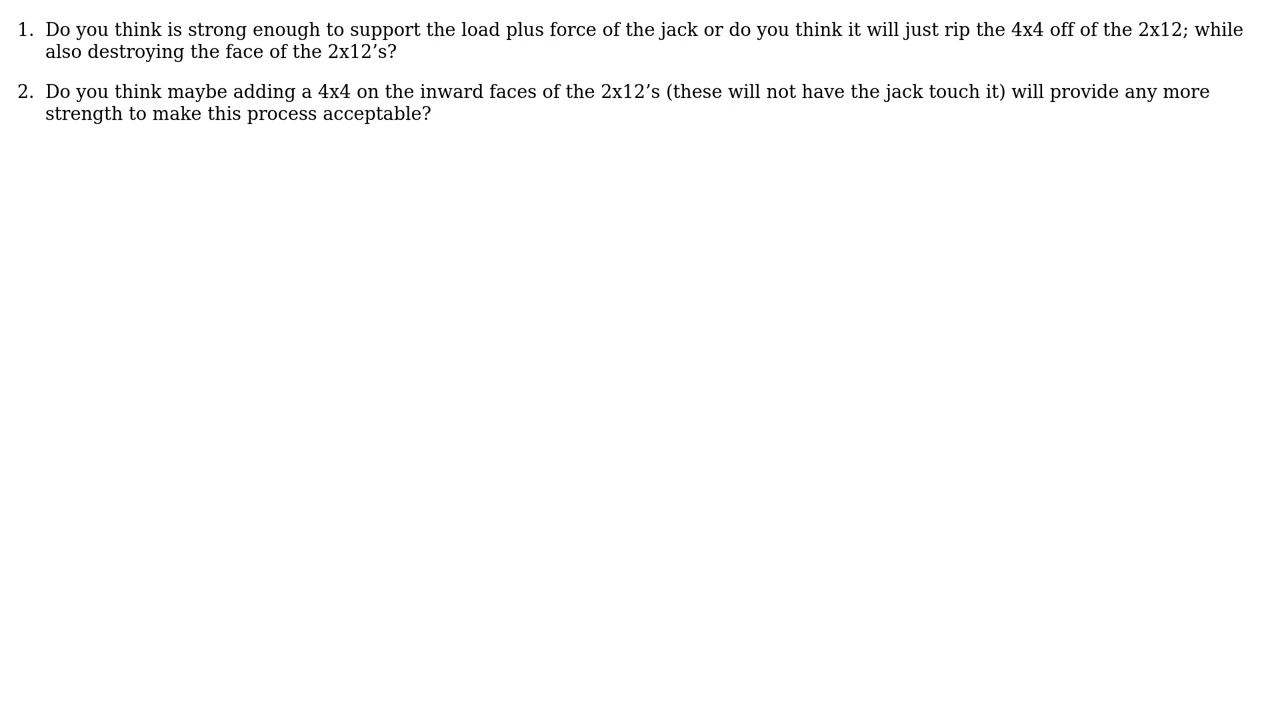 1. Do you think is strong enough to support the load plus force of the jack or do you think it will just rip the 4x4 off of the 2x12; while
also destroying the face of the 2x12’s?
2. Do you think maybe adding a 4x4 on the inward faces of the 2x12’s (these will not have the jack touch it) will provide any more
strength to make this process acceptable?